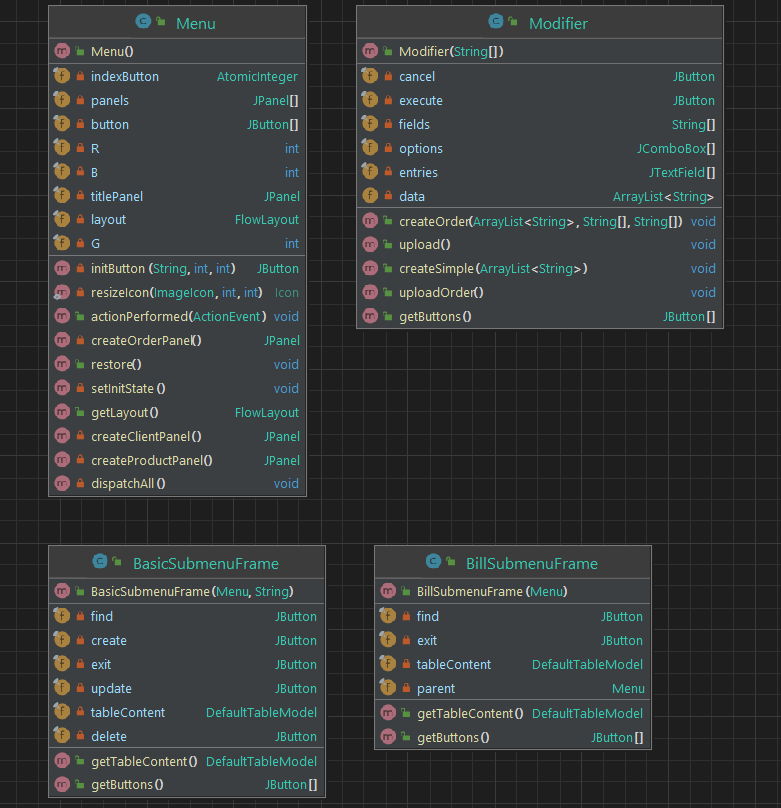 Menu
Menu()
indexButton AtomicInteger
panels JPanel[]
button JButton[]
R int
B int
titlePanel JPanel
layout FlowLayout
G int
initButton(String, int, int) JButton
resizeIcon(ImageIcon, int, int) Icon
actionPerformed(ActionEvent) void
createOrderPanel() JPanel
restore() void
setInitState() void
getLayout() FlowLayout
createClientPanel() JPanel
createProductPanel() JPanel
dispatchAll() void
Modifier
Modifier(String[])
cancel JButton
execute JButton
fields String[]
options JComboBox[]
entries JTextField[]
data ArrayList<String>
createOrder(ArrayList<String>, String[], String[]) void
upload() void
createSimple(ArrayList<String>) void
uploadOrder() void
getButtons() JButton[]
BasicSubmenuFrame
BasicSubmenuFrame(Menu, String)
find JButton
create JButton
exit JButton
update JButton
tableContent DefaultTableModel
delete JButton
getTableContent() DefaultTableModel
getButtons() JButton[]
BillSubmenuFrame
BillSubmenuFrame(Menu)
find JButton
exit JButton
tableContent DefaultTableModel
parent Menu
getTableContent() DefaultTableModel
getButtons() JButton[]